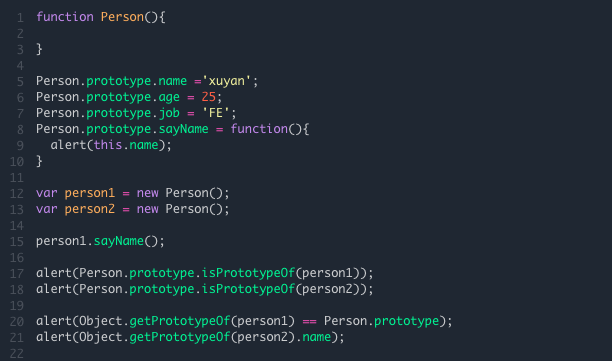 1 function Person(){
2
3 }
4
5 Person.prototype.name ='xuyan';
6 Person.prototype.age = 25;
7 Person.prototype.job = 'FE';
8 Person.prototype.sayName = function(){
9   alert(this.name);
10 }
11
12 var person1 = new Person();
13 var person2 = new Person();
14
15 person1.sayName();
16
17 alert(Person.prototype.isPrototypeOf(person1));
18 alert(Person.prototype.isPrototypeOf(person2));
19
20 alert(Object.getPrototypeOf(person1) == Person.prototype);
21 alert(Object.getPrototypeOf(person2).name);
22